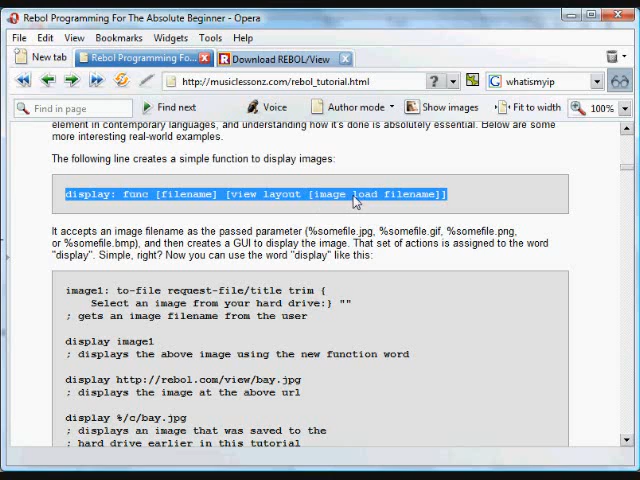 Rebol Programming For The Absolute Beginner - Opera
File Edit View Bookmarks Widgets Tools Help
New tab Rebol Programming For The Absol... Download REBOL/View
http://musiclessonz.com/rebol_tutorial.html ? whatismyip
Find in page Find next Voice Author mode Show images Fit to width 100%
element in contemporary languages, and understanding how it's done is absolutely essential. Below are some
more interesting real-world examples.
The following line creates a simple function to display images:
display: func [filename] [view layout [image load filename]]
It accepts an image filename as the passed parameter (%somefile.jpg, %somefile.gif, %somefile.png,
or %somefile.bmp), and then creates a GUI to display the image. That set of actions is assigned to the word
"display". Simple, right? Now you can use the word "display" like this:
image1: to-file request-file/title trim {
Select an image from your hard drive:} ""
; gets an image filename from the user
display image1
; displays the above image using the new function word
display http://rebol.com/view/bay.jpg
; displays the image at the above url
display %/c/bay.jpg
; displays an image that was saved to the
; hard drive earlier in this tutorial